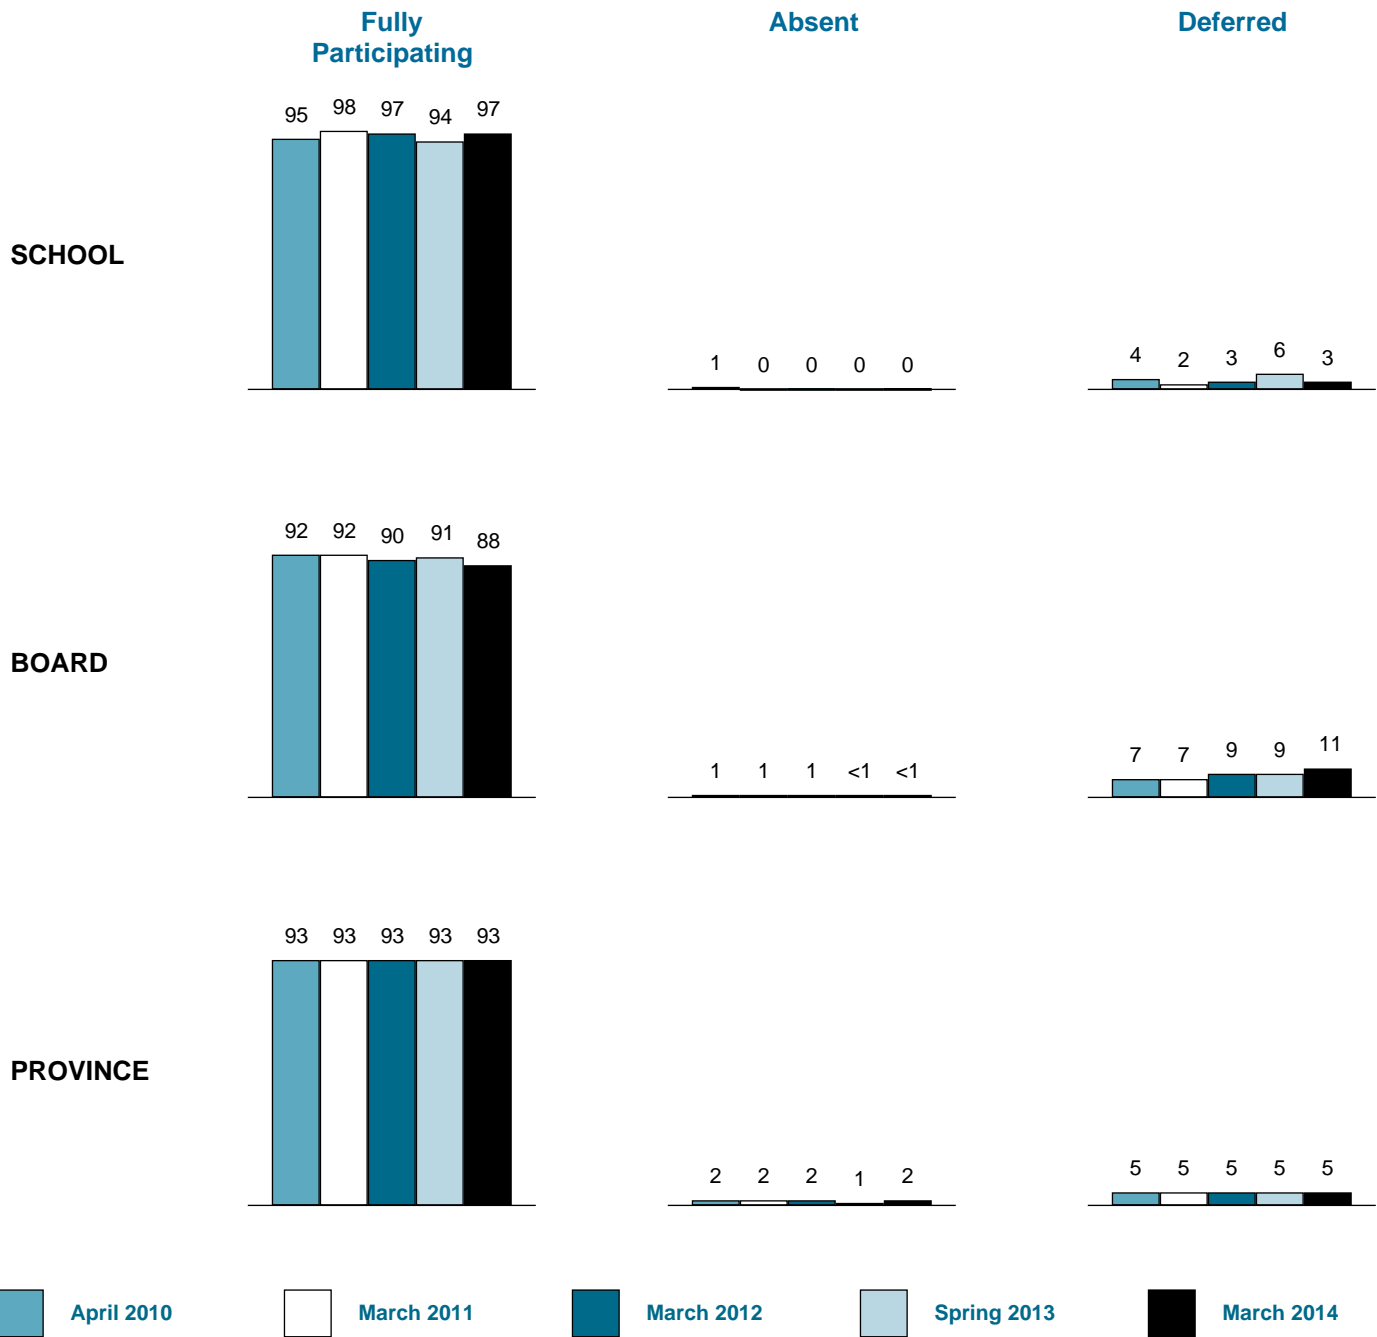 Fully
Participating
Absent
Deferred
95 98 97 94 97
1 0 0 0 0
4 2 3 6 3
SCHOOL
92 92 90 91 88
1 1 1 <1 <1
7 7 9 9 11
BOARD
93 93 93 93 93
2 2 2 1 2
5 5 5 5 5
PROVINCE
April 2010
March 2011
March 2012
Spring 2013
March 2014